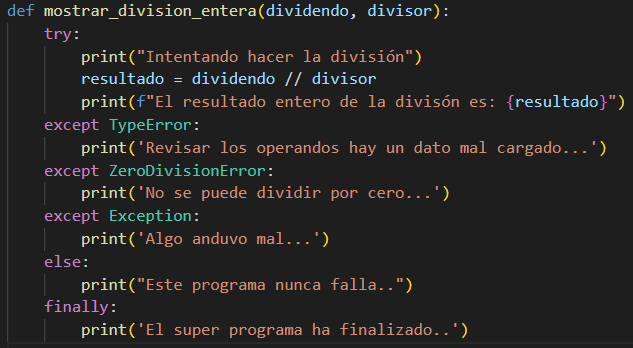 def mostrar_division_entera(dividendo, divisor):
    try:
        print("Intentando hacer la división")
        resultado = dividendo // divisor
        print(f"El resultado entero de la divisón es: {resultado}")
    except TypeError:
        print('Revisar los operandos hay un dato mal cargado...')
    except ZeroDivisionError:
        print('No se puede dividir por cero...')
    except Exception:
        print('Algo anduvo mal...')
    else:
        print("Este programa nunca falla..")
    finally:
        print('El super programa ha finalizado..')